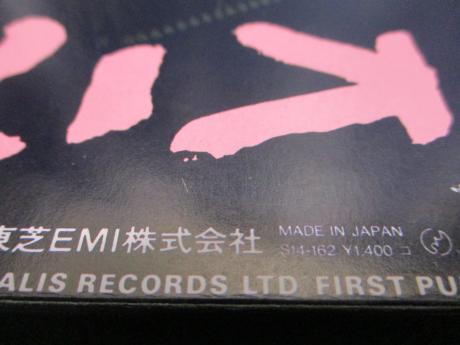 東芝EMI株式会社 MADE IN JAPAN
S14-162 ¥1,400 コ
ALIS RECORDS LTD FIRST PU